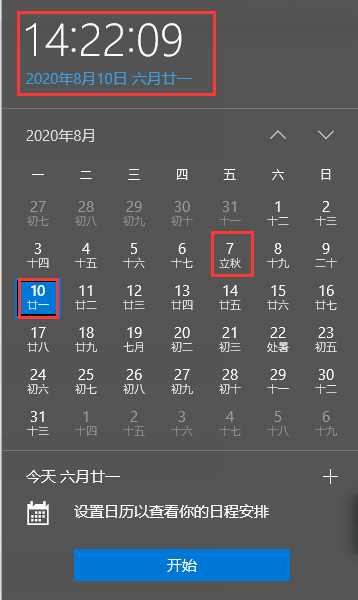 14:22:09
2020年8月10日 六月廿一
2020年8月
一 二 三 四 五 六 日
27 28 29 30 31 1 2
初七 初八 初九 初十 十一 十二 十三
3 4 5 6 7 8 9
十四 十五 十六 十七 立秋 十九 二十
10 11 12 13 14 15 16
廿一 廿二 廿三 廿四 廿五 廿六 廿七
17 18 19 20 21 22 23
廿八 廿九 七月 初二 初三 处暑 初五
24 25 26 27 28 29 30
初六 初七 初八 初九 初十 十一 十二
31 1 2 3 4 5 6
十三 十四 十五 十六 十七 十八 十九
今天 六月廿一
设置日历以查看你的日程安排
开始